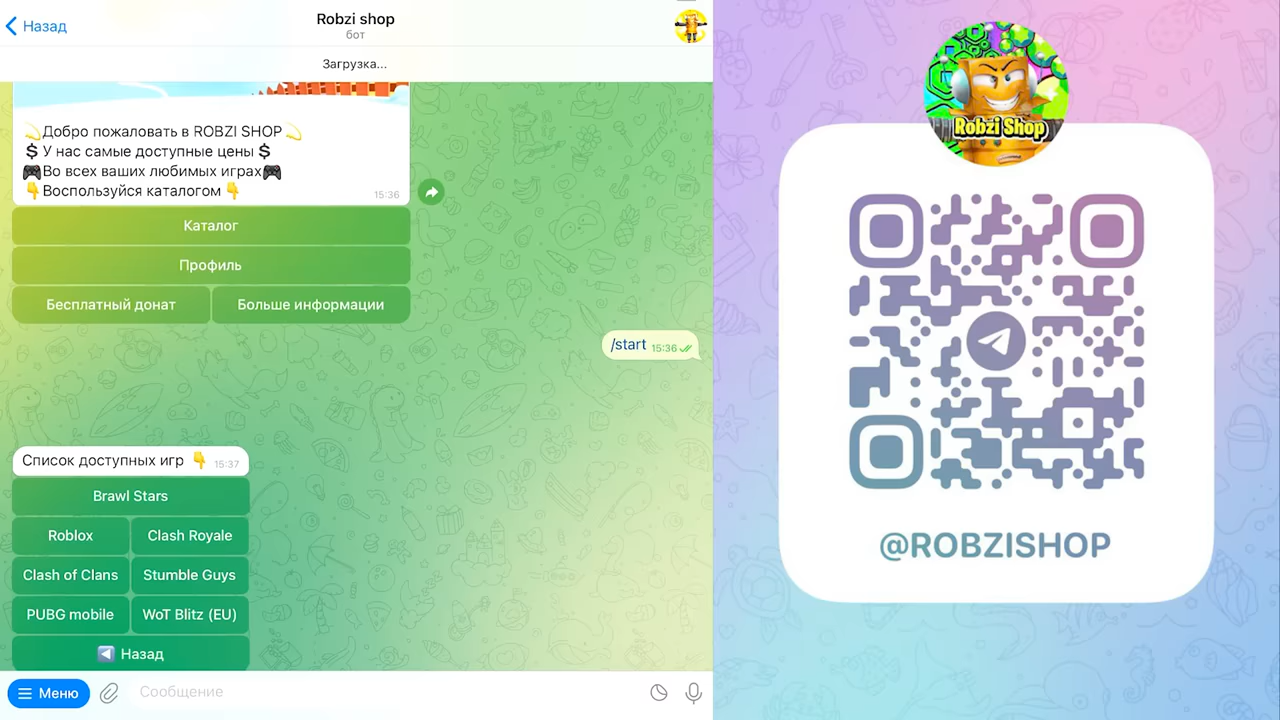 Назад
Robzi shop
бот
Загрузка...
💫Добро пожаловать в ROBZI SHOP💫
💲У нас самые доступные цены💲
🎮Во всех ваших любимых играх🎮
👇Воспользуйся каталогом👇
15:36
Каталог
Профиль
Бесплатный донат
Больше информации
/start 15:36
Список доступных игр 👇 15:37
Brawl Stars
Roblox
Clash Royale
Clash of Clans
Stumble Guys
PUBG mobile
WoT Blitz (EU)
◀️ Назад
Меню
Сообщение
Robzi Shop
@ROBZISHOP